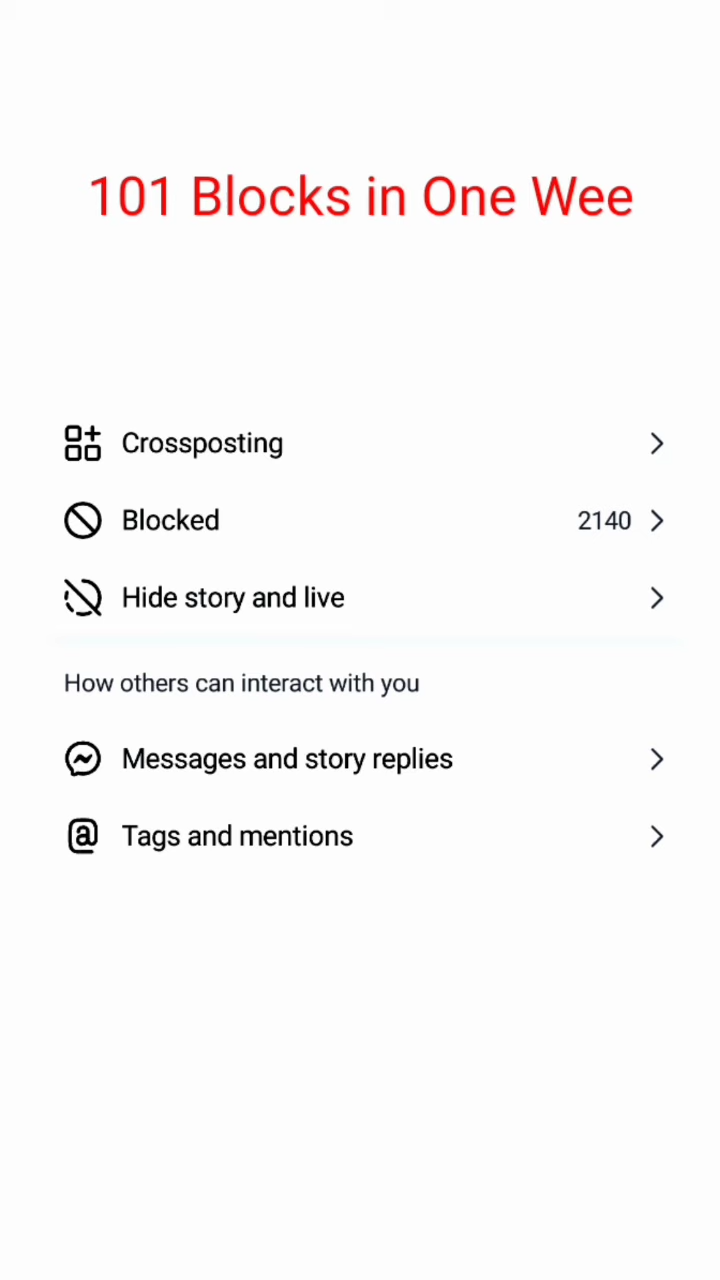 101 Blocks in One Wee
Crossposting
Blocked 2140
Hide story and live
How others can interact with you
Messages and story replies
Tags and mentions